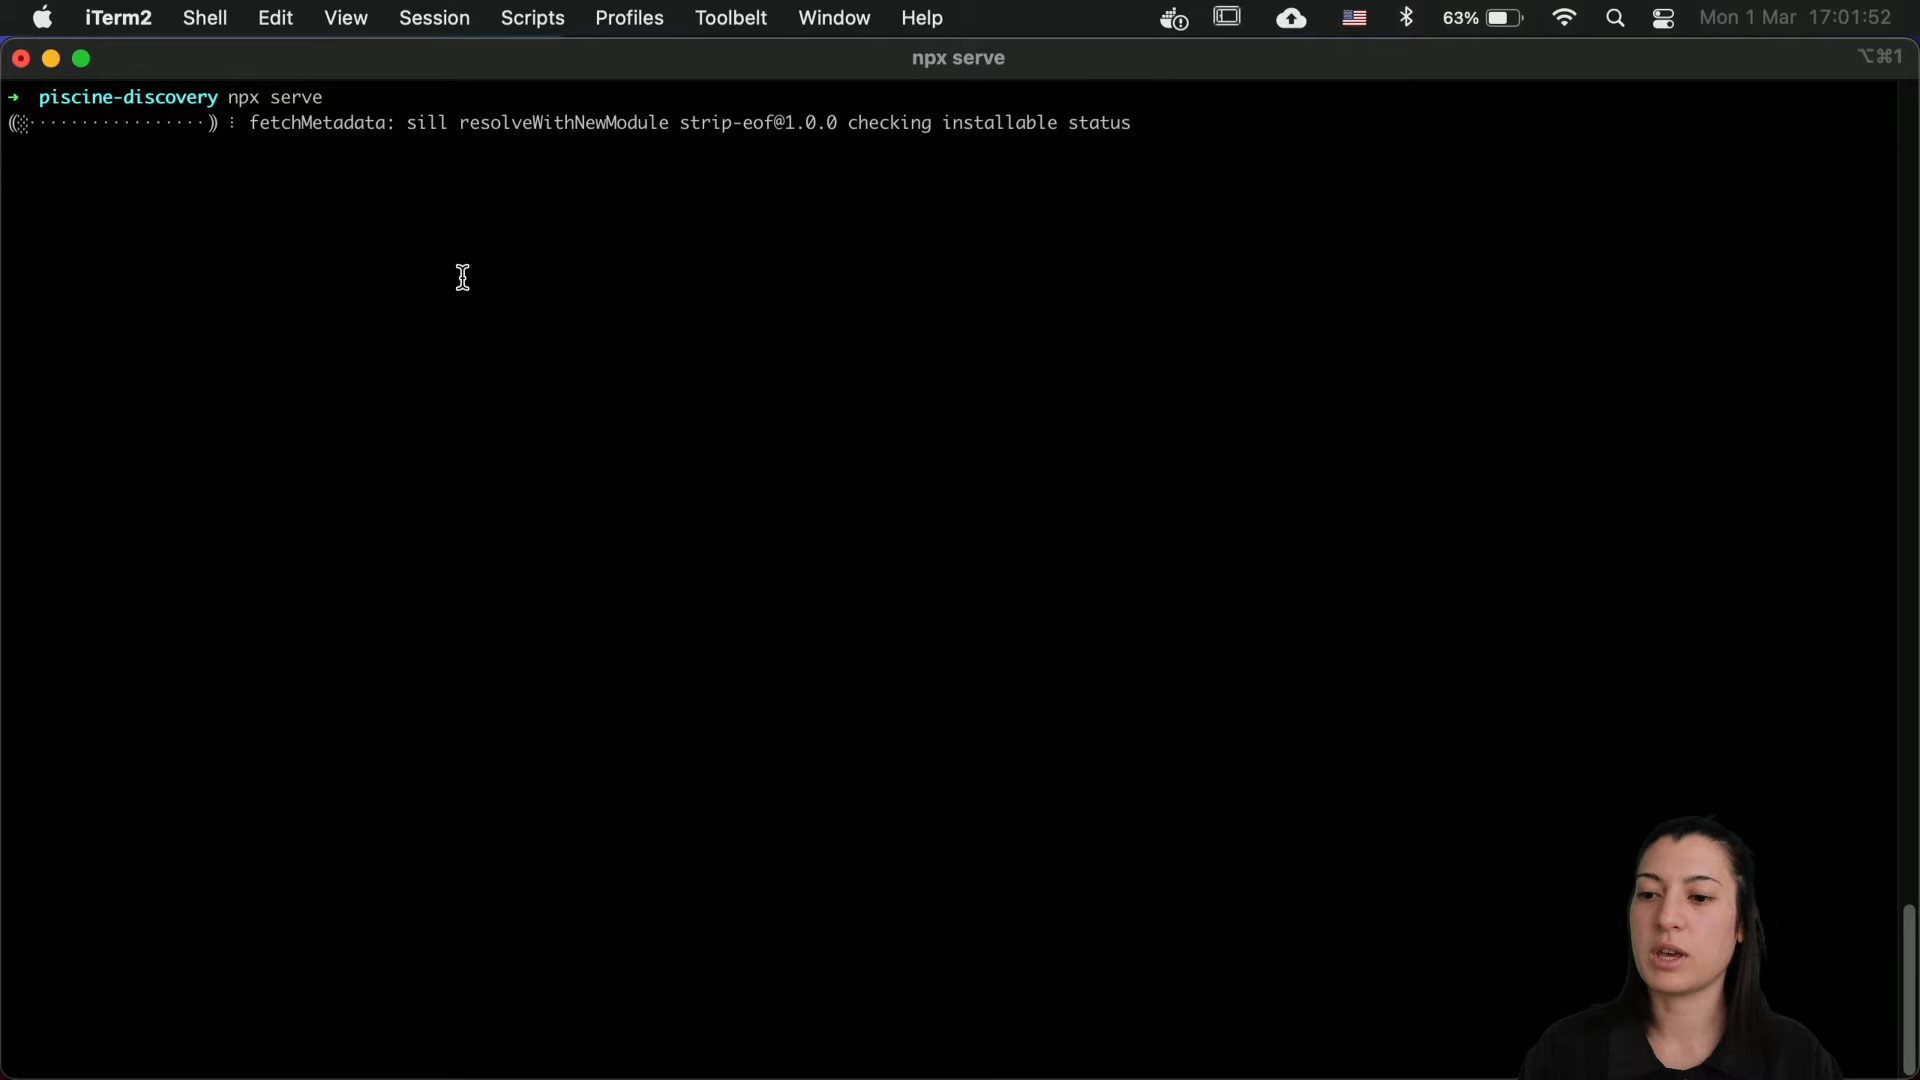 iTerm2 Shell Edit View Session Scripts Profiles Toolbelt Window Help 63% Mon 1 Mar 17:01:52
npx serve ⌥⌘1
→ piscine-discovery npx serve
((░·················)) ⸽ fetchMetadata: sill resolveWithNewModule strip-eof@1.0.0 checking installable status